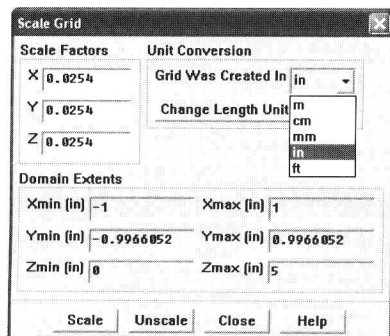 Scale Grid
Scale Factors
X 0.0254
Y 0.0254
Z 0.0254
Unit Conversion
Grid Was Created In in
m
cm
mm
in
ft
Change Length Unit
Domain Extents
Xmin (in) -1 Xmax (in) 1
Ymin (in) -0.9966052 Ymax (in) 0.9966052
Zmin (in) 0 Zmax (in) 5
Scale Unscale Close Help